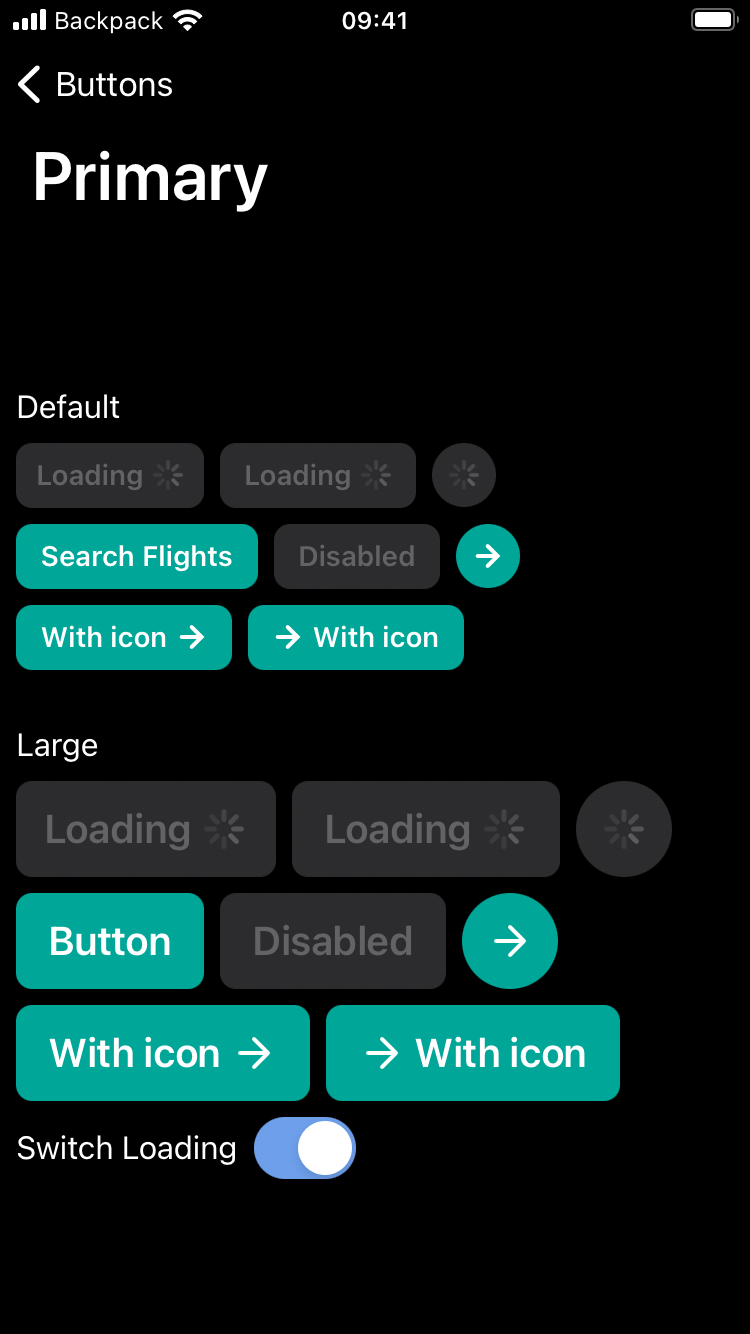 Backpack 09:41
Buttons
Primary
Default
Loading Loading
Search Flights Disabled
With icon With icon
Large
Loading Loading
Button Disabled
With icon With icon
Switch Loading